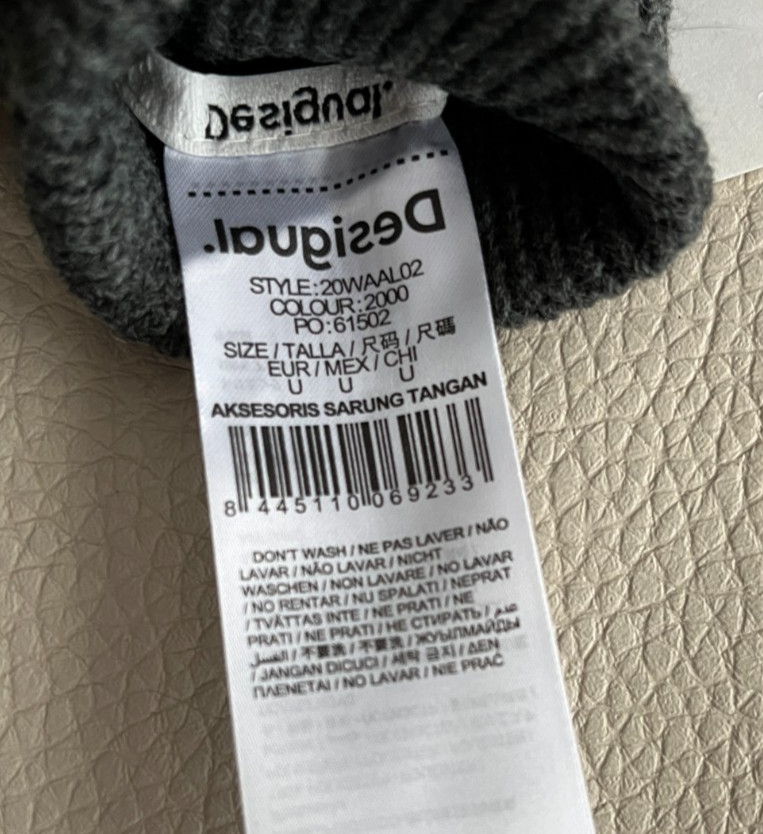 Desigual.
Desigual.
STYLE:20WAAL02
COLOUR:2000
PO:61502
SIZE / TALLA / 尺码 / 尺碼
EUR / MEX / CHI
U U U
AKSESORIS SARUNG TANGAN
8 445110 069233
DON'T WASH / NE PAS LAVER / NÃO
LAVAR / NÃO LAVAR / NICHT
WASCHEN / NON LAVARE / NO LAVAR
/ NO RENTAR / NU SPALATI / NEPRAT
/ TVÄTTAS INTE / NE PRATI / NE
PRATI / NE PRATI / НЕ СТИРАТЬ / عدم
الغسل / 不要洗 / 不要洗 / ЖУЫЛМАЙДЫ
/ JANGAN DICUCI / 세탁 금지 / ΔΕΝ
ΠΛΕΝΕΤΑΙ / NO LAVAR / NIE PRAĆ